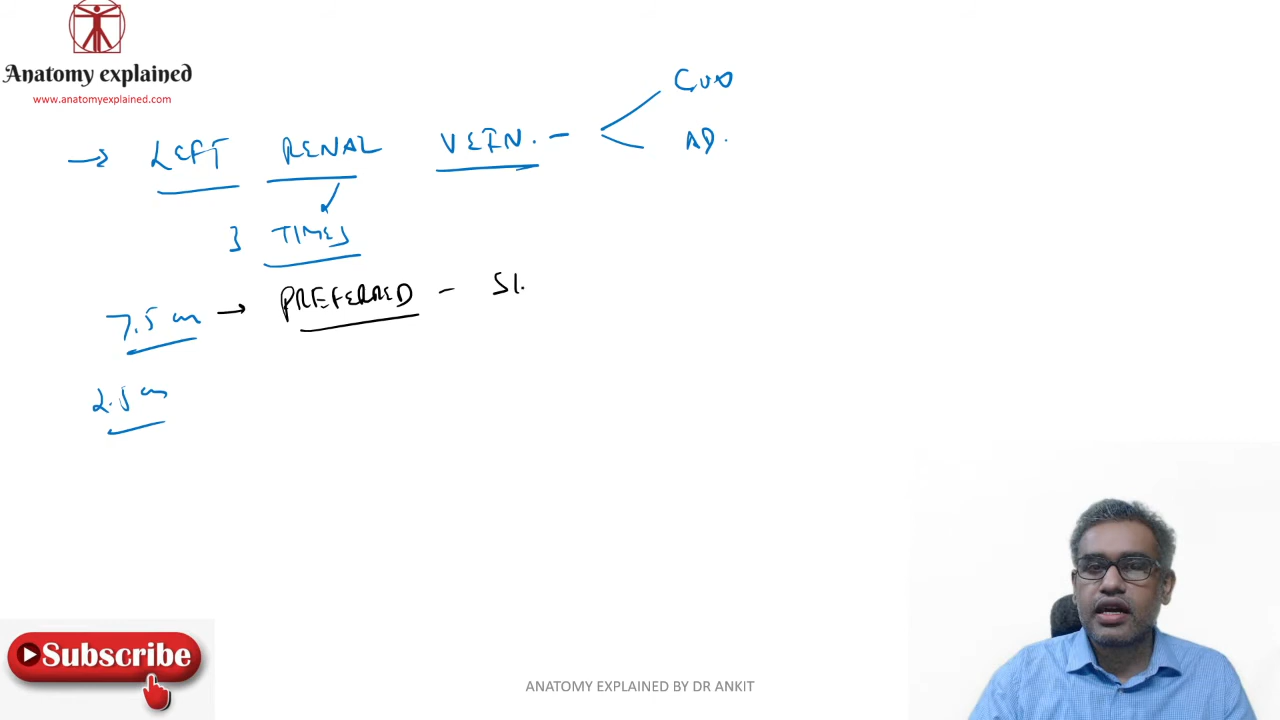 Anatomy explained
www.anatomyexplained.com
→ LEFT RENAL VEIN. -
GVD
AD.
3 TIMES
7.5 cm → PREFERRED - SI.
2.5 cm
Subscribe
ANATOMY EXPLAINED BY DR ANKIT